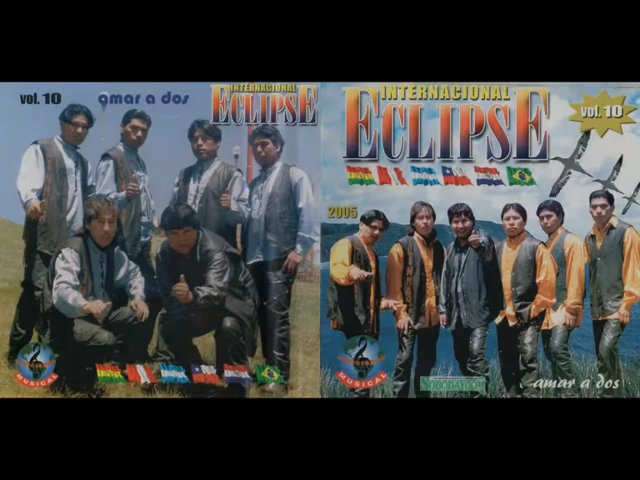 vol. 10
amar a dos
INTERNACIONAL
ECLIPSE
MUSICAL
INTERNACIONAL
ECLIPSE
vol. 10
2005
MUSICAL
amar a dos